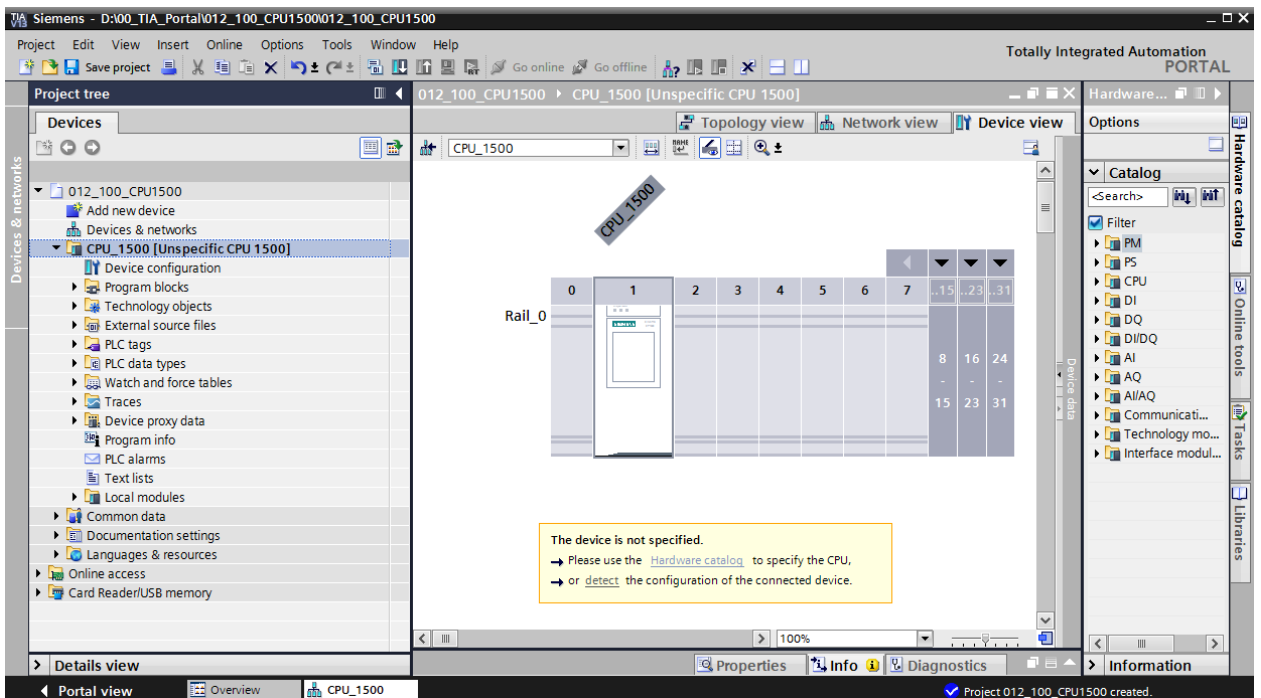 Siemens - D:\00_TIA_Portal\012_100_CPU1500\012_100_CPU1500
Project Edit View Insert Online Options Tools Window Help
Totally Integrated Automation
PORTAL
Save project Go online Go offline
Project tree
012_100_CPU1500 CPU_1500 [Unspecific CPU 1500]
Hardware...
Devices
Topology view Network view Device view
Options
CPU_1500
Devices & networks
012_100_CPU1500
Add new device
Devices & networks
CPU_1500 [Unspecific CPU 1500]
Device configuration
Program blocks
Technology objects
External source files
PLC tags
PLC data types
Watch and force tables
Traces
Device proxy data
Program info
PLC alarms
Text lists
Local modules
Common data
Documentation settings
Languages & resources
Online access
Card Reader/USB memory
Details view
CPU_1500
0 1 2 3 4 5 6 7 ..15 ..23 ..31
Rail_0
SIEMENS
8 16 24
- - -
15 23 31
Device data
The device is not specified.
Please use the Hardware catalog to specify the CPU,
or detect the configuration of the connected device.
100%
Properties Info Diagnostics
Catalog
<Search>
Filter
PM
PS
CPU
DI
DQ
DI/DQ
AI
AQ
AI/AQ
Communicati...
Technology mo...
Interface modul...
Information
Hardware catalog
Online tools
Tasks
Libraries
Portal view Overview CPU_1500
Project 012_100_CPU1500 created.